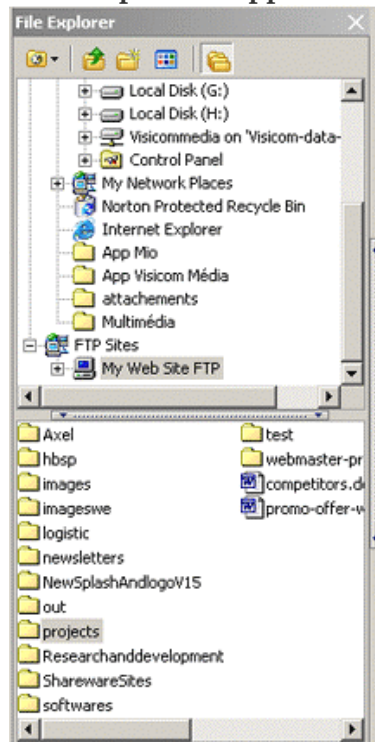 File Explorer
Local Disk (G:)
Local Disk (H:)
Visicommedia on 'Visicom-data-
Control Panel
My Network Places
Norton Protected Recycle Bin
Internet Explorer
App Mio
App Visicom Média
attachements
Multimédia
FTP Sites
My Web Site FTP
Axel
hbsp
images
imageswe
logistic
newsletters
NewSplashAndlogoV15
out
projects
Researchanddevelopment
SharewareSites
softwares
test
webmaster-pr
competitors.d
promo-offer-w